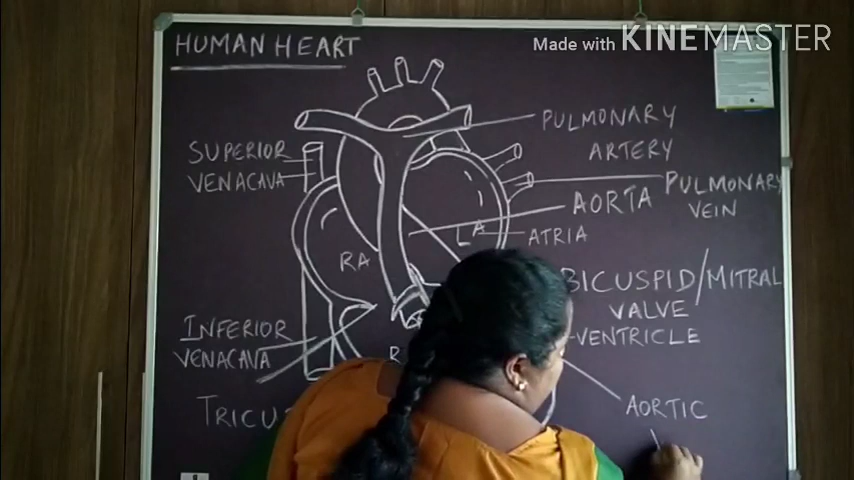 HUMAN HEART
Made with KINEMASTER
PULMONARY
ARTERY
SUPERIOR
VENACAVA
PULMONARY
VEIN
AORTA
LA
ATRIA
RA
BICUSPID/MITRAL
VALVE
VENTRICLE
INFERIOR
VENACAVA
R
TRICU
AORTIC